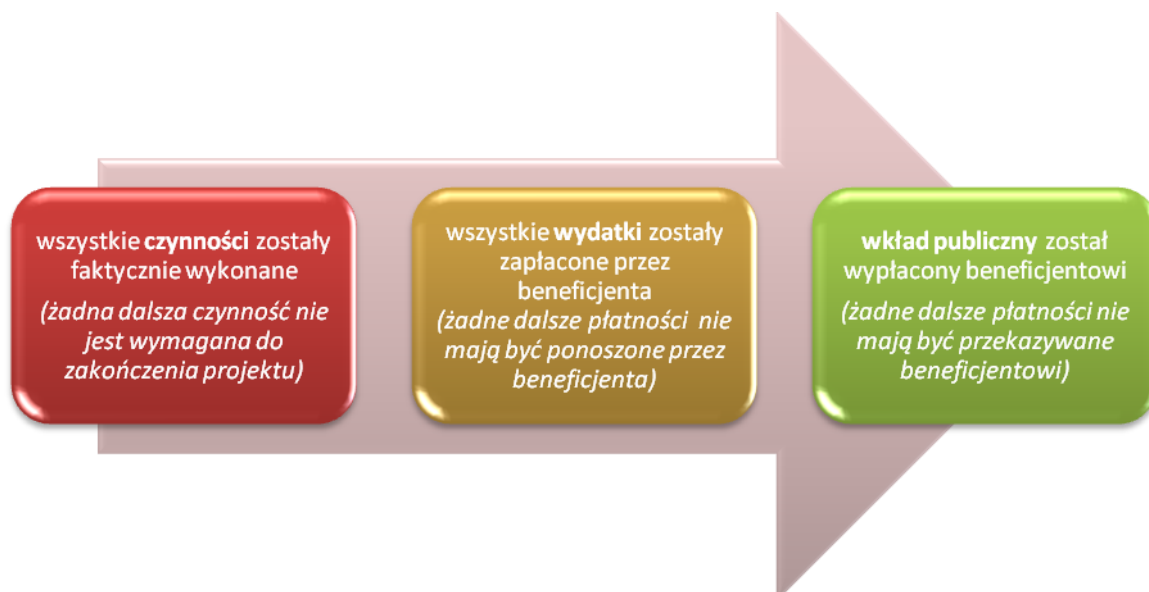 wszystkie czynności zostały
faktycznie wykonane
(żadna dalsza czynność nie
jest wymagana do
zakończenia projektu)
wszystkie wydatki zostały
zapłacone przez
beneficjenta
(żadne dalsze płatności nie
mają być ponoszone przez
beneficjenta)
wkład publiczny został
wypłacony beneficjentowi
(żadne dalsze płatności nie
mają być przekazywane
beneficjentowi)